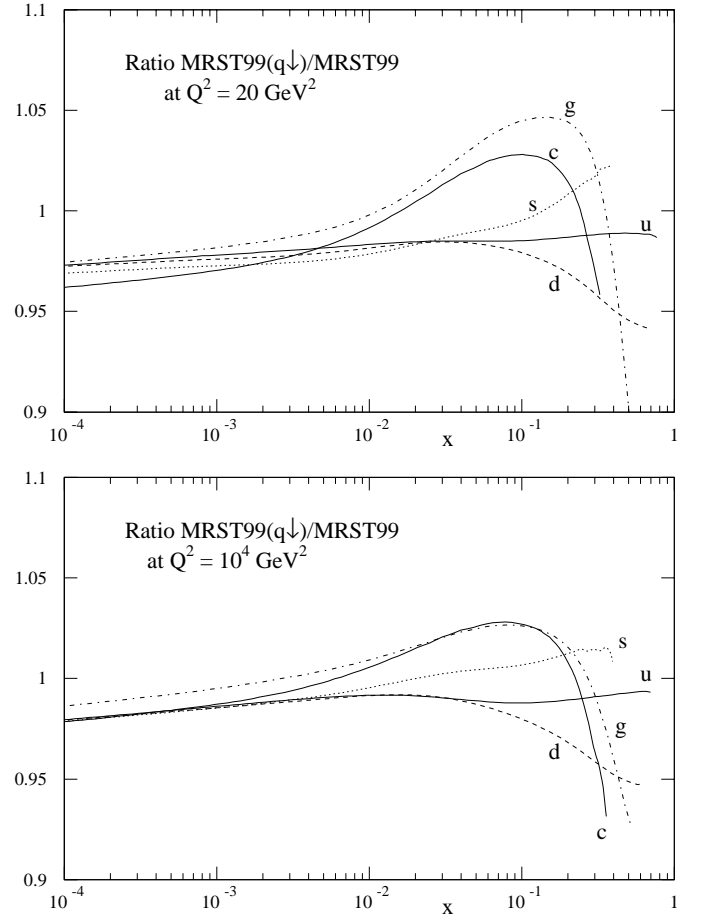 1.1
Ratio MRST99(q↓)/MRST99
at Q² = 20 GeV²
1.05
g
c
s
1
u
d
0.95
0.9
10⁻⁴ 10⁻³ 10⁻² 10⁻¹ 1
x
1.1
Ratio MRST99(q↓)/MRST99
at Q² = 10⁴ GeV²
1.05
s
1
u
g
d
0.95
c
0.9
10⁻⁴ 10⁻³ 10⁻² 10⁻¹ 1
x